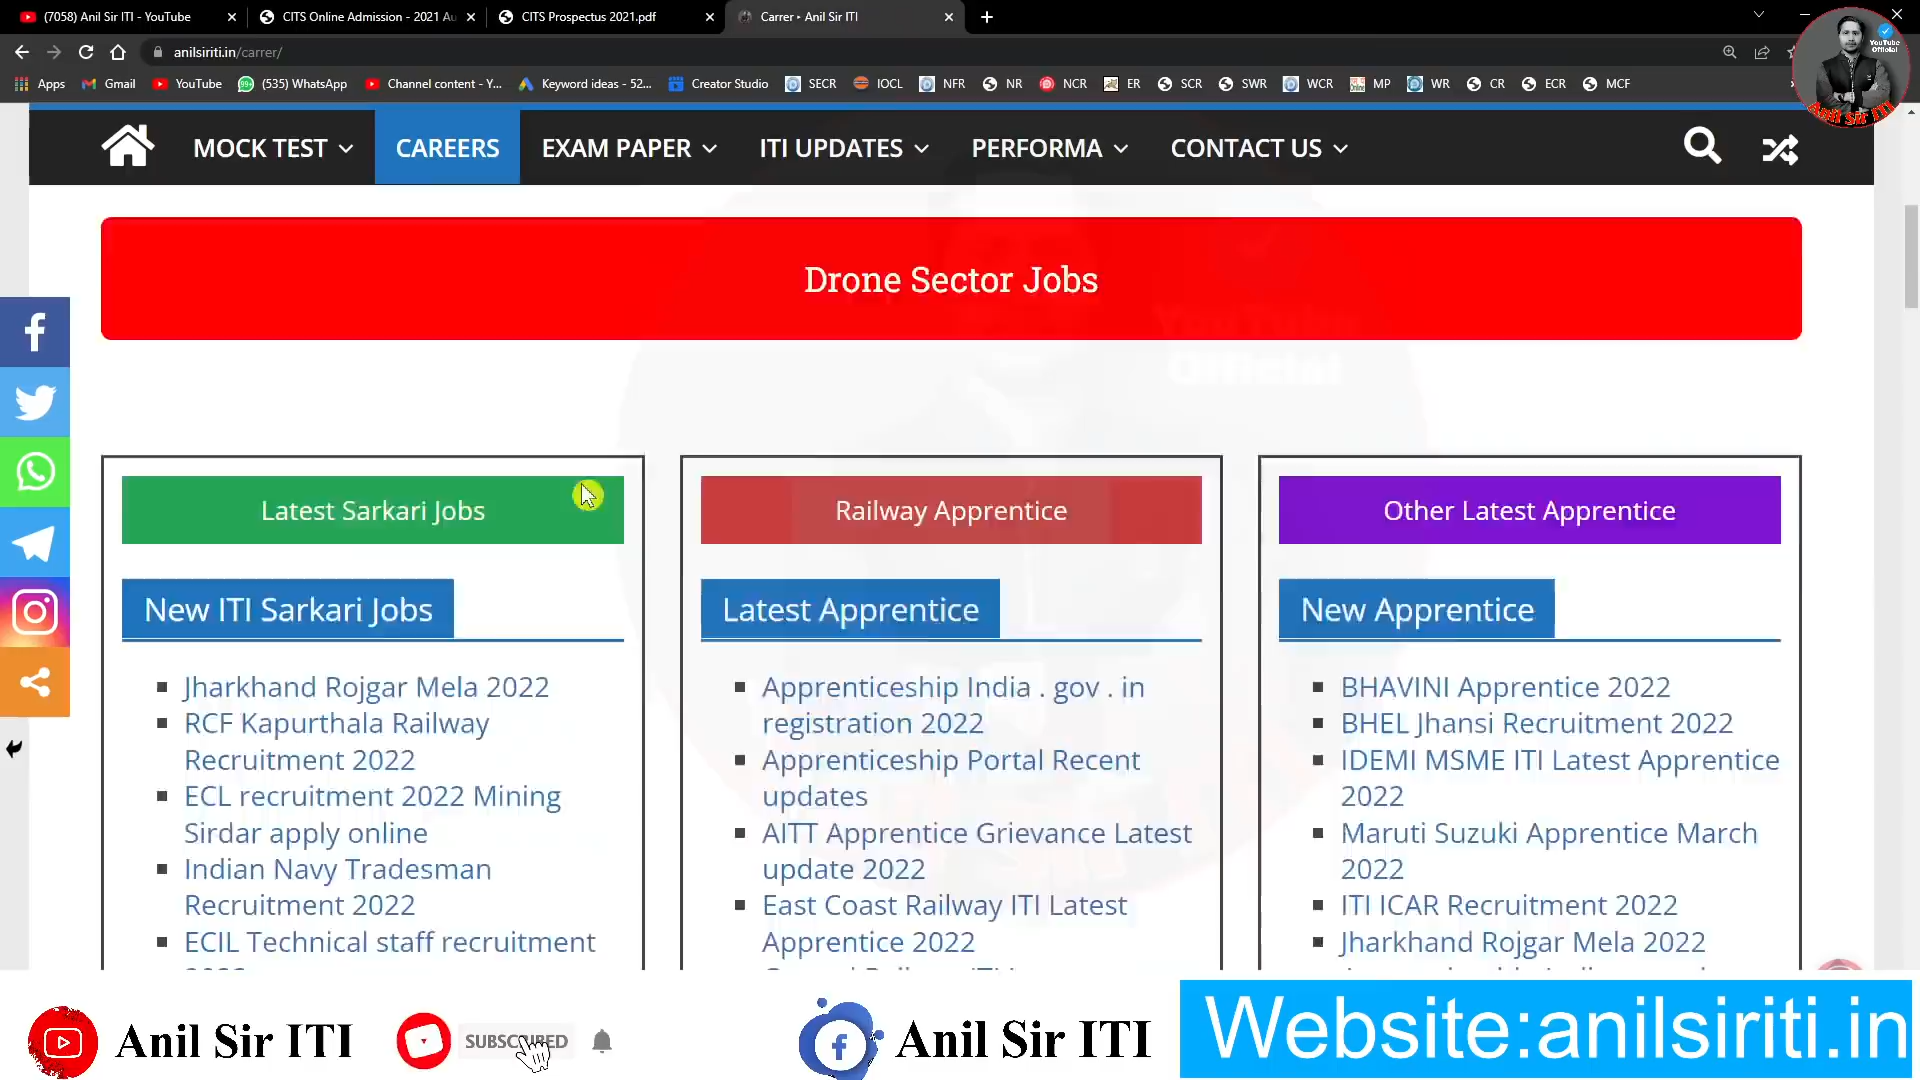 (7058) Anil Sir ITI - YouTube
CITS Online Admission - 2021 Au
CITS Prospectus 2021.pdf
Carrer ▸ Anil Sir ITI
anilsiriti.in/carrer/
Apps
Gmail
YouTube
(535) WhatsApp
Channel content - Y...
Keyword ideas - 52...
Creator Studio
SECR
IOCL
NFR
NR
NCR
ER
SCR
SWR
WCR
MP
WR
CR
ECR
MCF
YouTube
Official
Anil Sir ITI
MOCK TEST
CAREERS
EXAM PAPER
ITI UPDATES
PERFORMA
CONTACT US
Drone Sector Jobs
YouTube
Official
Latest Sarkari Jobs
New ITI Sarkari Jobs
Jharkhand Rojgar Mela 2022
RCF Kapurthala Railway
Recruitment 2022
ECL recruitment 2022 Mining
Sirdar apply online
Indian Navy Tradesman
Recruitment 2022
ECIL Technical staff recruitment
Railway Apprentice
Latest Apprentice
Apprenticeship India . gov . in
registration 2022
Apprenticeship Portal Recent
updates
AITT Apprentice Grievance Latest
update 2022
East Coast Railway ITI Latest
Apprentice 2022
Other Latest Apprentice
New Apprentice
BHAVINI Apprentice 2022
BHEL Jhansi Recruitment 2022
IDEMI MSME ITI Latest Apprentice
2022
Maruti Suzuki Apprentice March
2022
ITI ICAR Recruitment 2022
Jharkhand Rojgar Mela 2022
Anil Sir ITI
SUBSCRIBED
Anil Sir ITI
Website:anilsiriti.in